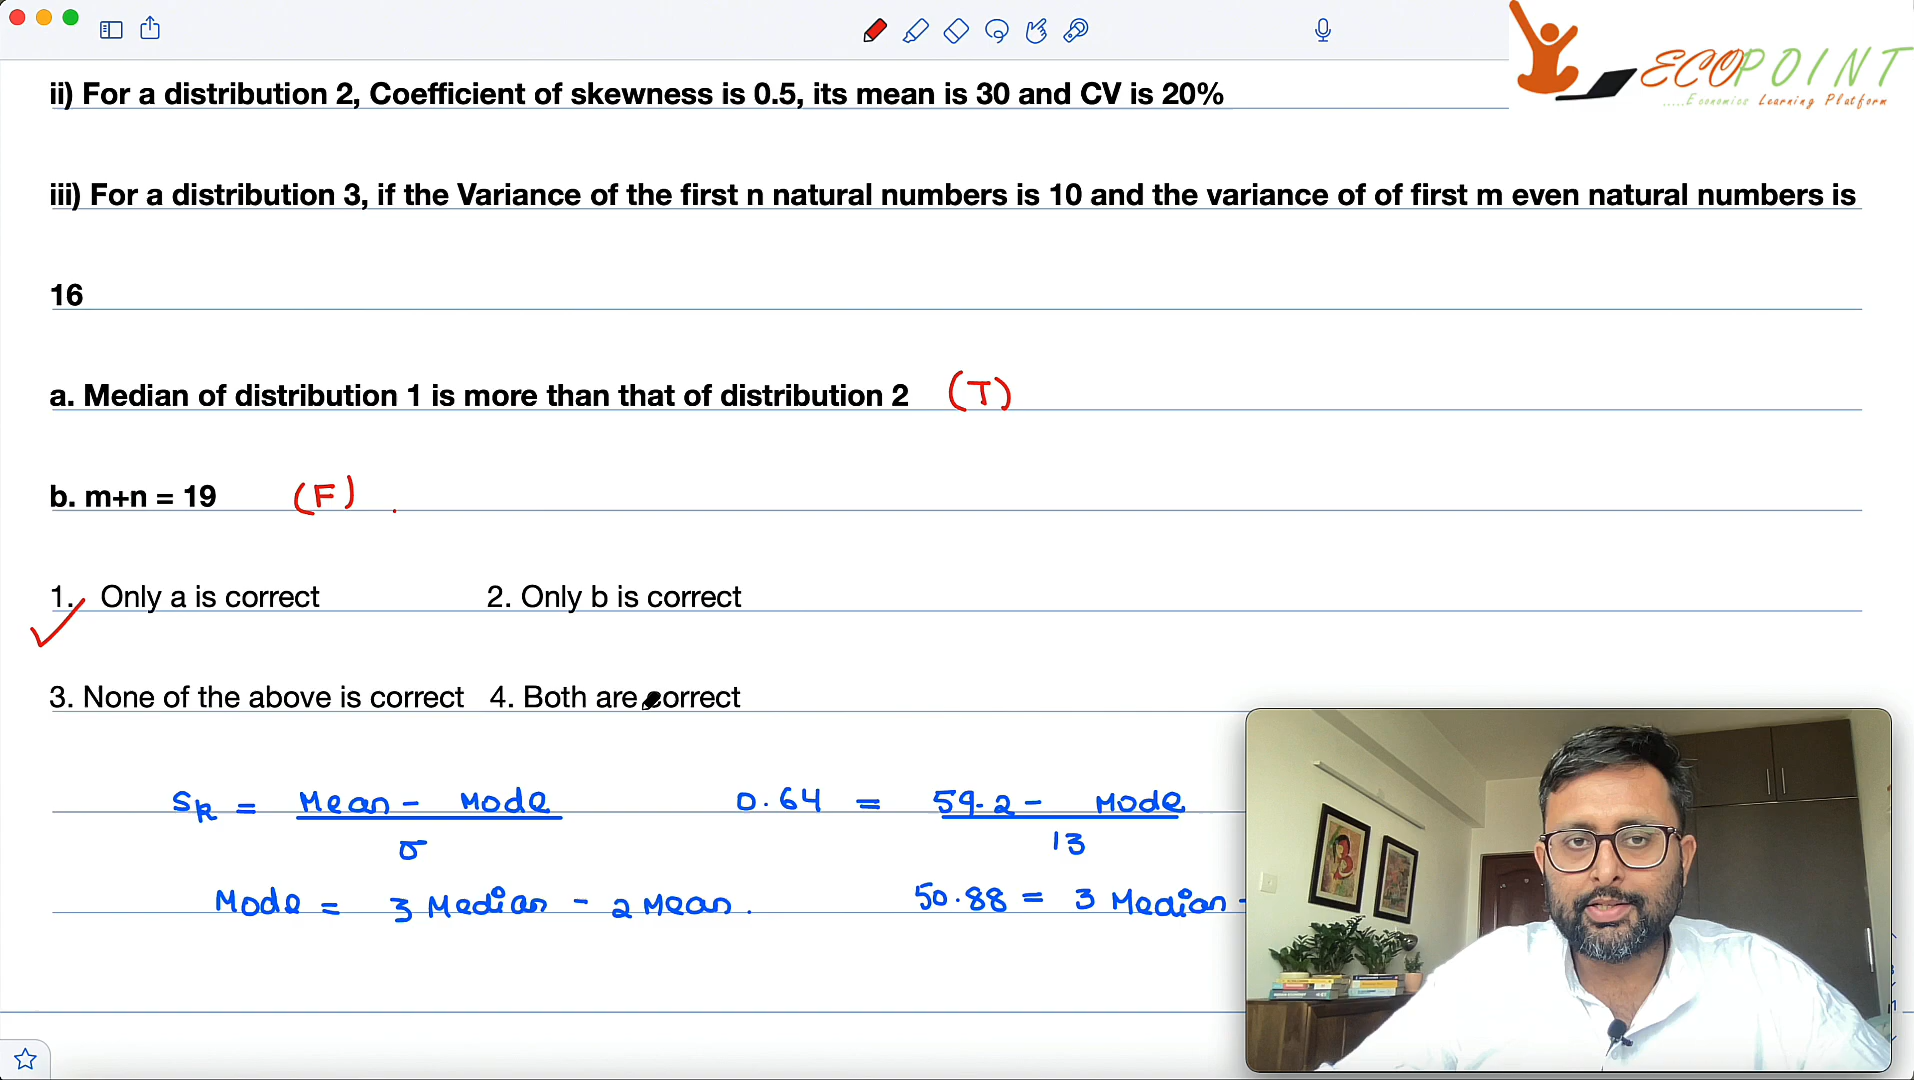 ECOPOINT
.....Economics Learning Platform
ii) For a distribution 2, Coefficient of skewness is 0.5, its mean is 30 and CV is 20%
iii) For a distribution 3, if the Variance of the first n natural numbers is 10 and the variance of of first m even natural numbers is
16
a. Median of distribution 1 is more than that of distribution 2 (T)
b. m+n = 19 (F) .
1. Only a is correct 2. Only b is correct
3. None of the above is correct 4. Both are correct
Sk = Mean - Mode / σ 0.64 = 59.2 - Mode / 13
Mode = 3 Median - 2 Mean. 50.88 = 3 Median -